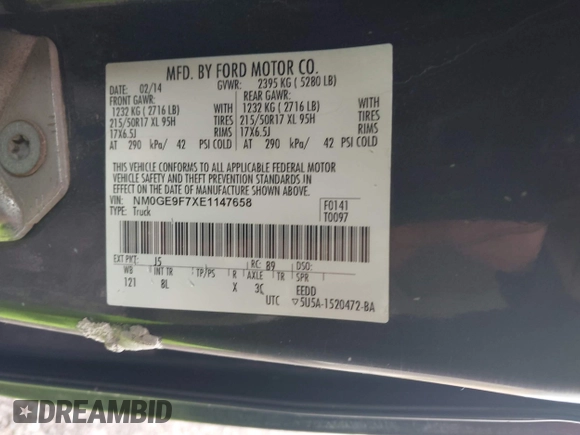 MFD. BY FORD MOTOR CO.
DATE: 02/14 GVWR: 2395 KG ( 5280 LB)
FRONT GAWR: REAR GAWR:
1232 KG (2716 LB) WITH 1232 KG (2716 LB) WITH
215/50R17 XL 95H TIRES 215/50R17 XL 95H TIRES
17X6.5J RIMS 17X6.5J RIMS
AT 290 kPa/ 42 PSI COLD AT 290 kPa/ 42 PSI COLD
THIS VEHICLE CONFORMS TO ALL APPLICABLE FEDERAL MOTOR
VEHICLE SAFETY AND THEFT PREVENTION STANDARDS IN
EFFECT ON THE DATE OF MANUFACTURE SHOWN ABOVE.
VIN: NM0GE9F7XE1147658 F0141
TYPE: Truck T0097
EXT PNT: J5 RC: 89 DSO:
WB INT TR TP/PS R AXLE TR SPR
121 8L X 3C EEDD
UTC ▽5U5A-1520472-BA
DREAMBID